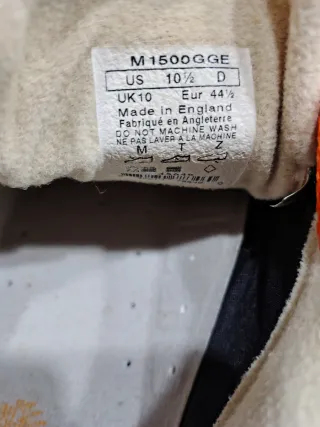 M1500GGE
US 10½ D
UK10 Eur 44½
Made in England
Fabriqué en Angleterre
DO NOT MACHINE WASH
NE PAS LAVER A LA MACHINE
M T Z